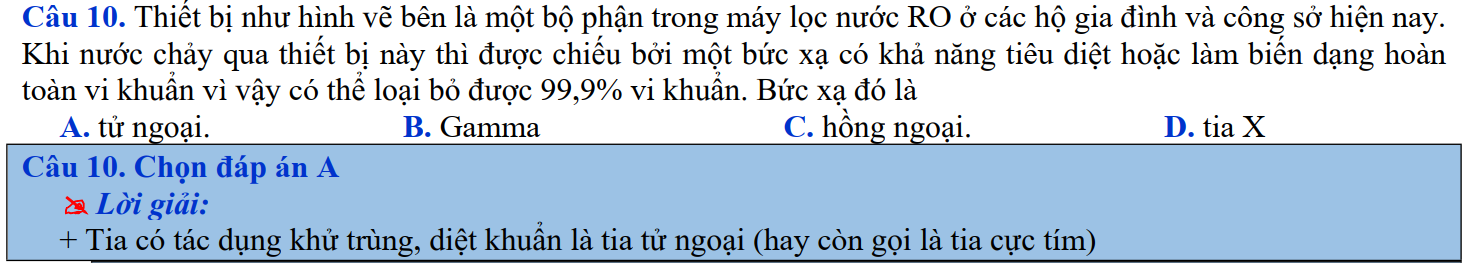 Câu 10. Thiết bị như hình vẽ bên là một bộ phận trong máy lọc nước RO ở các hộ gia đình và công sở hiện nay.
Khi nước chảy qua thiết bị này thì được chiếu bởi một bức xạ có khả năng tiêu diệt hoặc làm biến dạng hoàn
toàn vi khuẩn vì vậy có thể loại bỏ được 99,9% vi khuẩn. Bức xạ đó là
A. tử ngoại. B. Gamma C. hồng ngoại. D. tia X
Câu 10. Chọn đáp án A
Lời giải:
+ Tia có tác dụng khử trùng, diệt khuẩn là tia tử ngoại (hay còn gọi là tia cực tím)